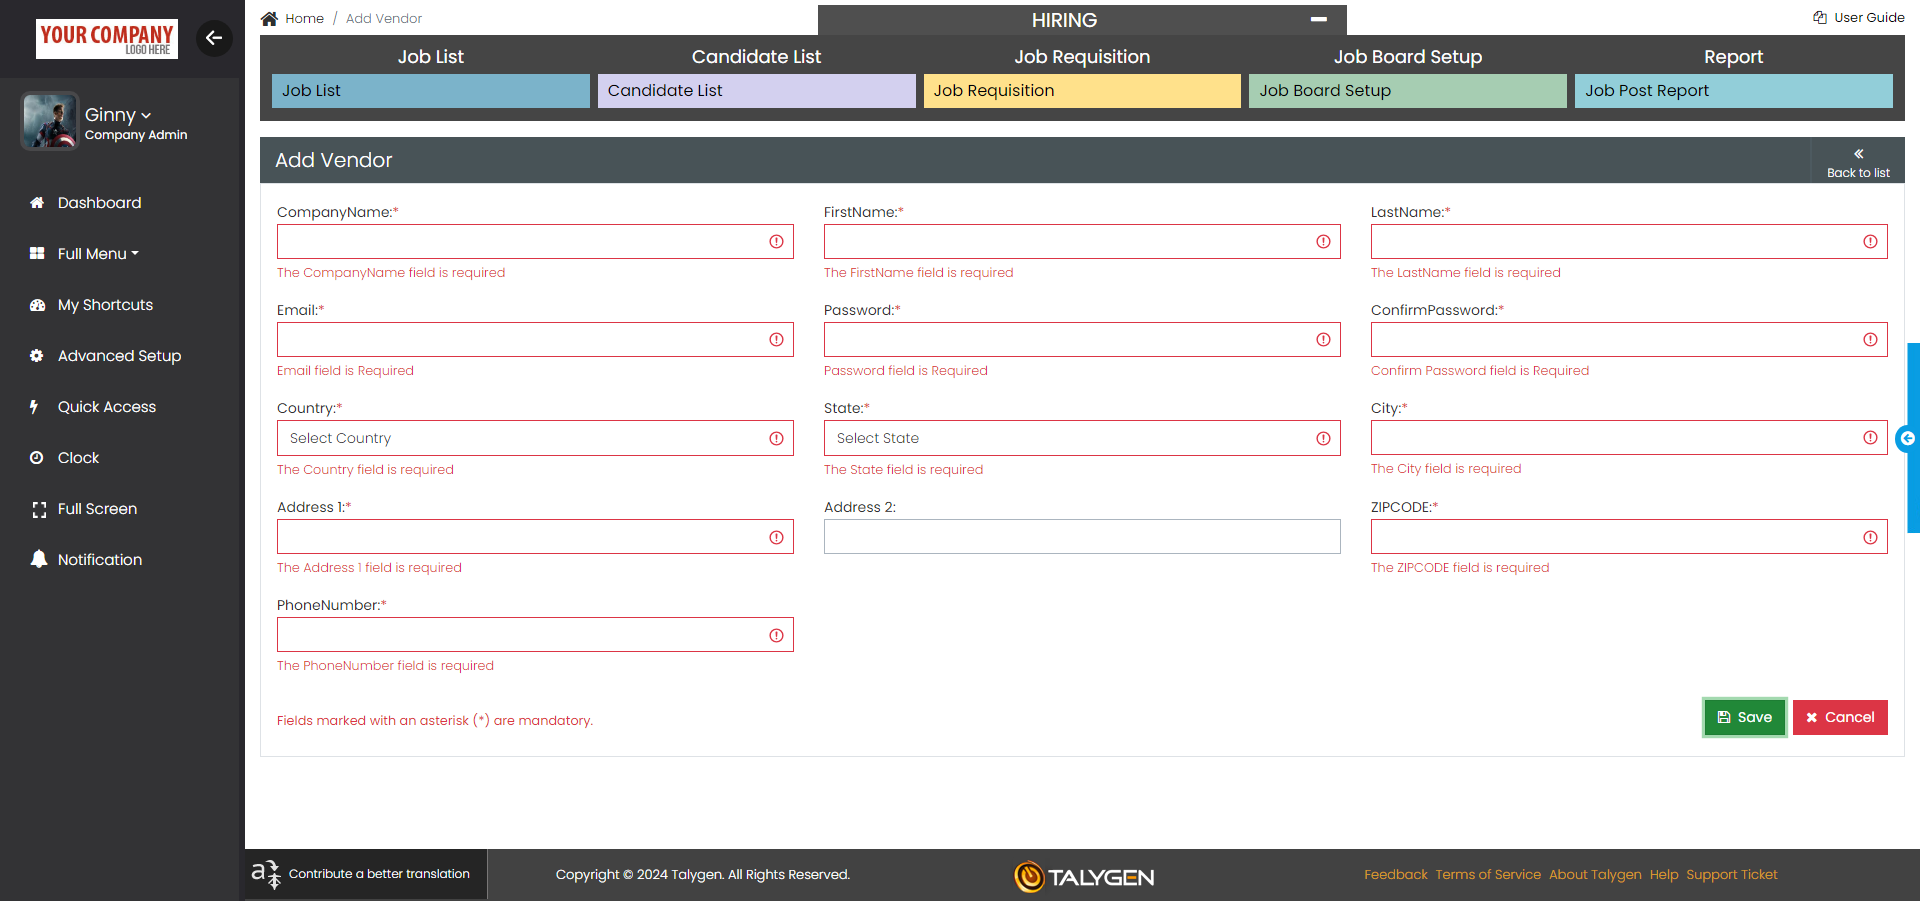 YOUR COMPANY
LOGO HERE
Home / Add Vendor
HIRING
User Guide
Job List
Candidate List
Job Requisition
Job Board Setup
Report
Job List
Candidate List
Job Requisition
Job Board Setup
Job Post Report
Ginny
Company Admin
Dashboard
Full Menu
My Shortcuts
Advanced Setup
Quick Access
Clock
Full Screen
Notification
Add Vendor
Back to list
CompanyName:*
FirstName:*
LastName:*
The CompanyName field is required
The FirstName field is required
The LastName field is required
Email:*
Password:*
ConfirmPassword:*
Email field is Required
Password field is Required
Confirm Password field is Required
Country:*
State:*
City:*
Select Country
Select State
The Country field is required
The State field is required
The City field is required
Address 1:*
Address 2:
ZIPCODE:*
The Address 1 field is required
The ZIPCODE field is required
PhoneNumber:*
The PhoneNumber field is required
Fields marked with an asterisk (*) are mandatory.
Save
Cancel
Contribute a better translation
Copyright © 2024 Talygen. All Rights Reserved.
TALYGEN
Feedback Terms of Service About Talygen Help Support Ticket